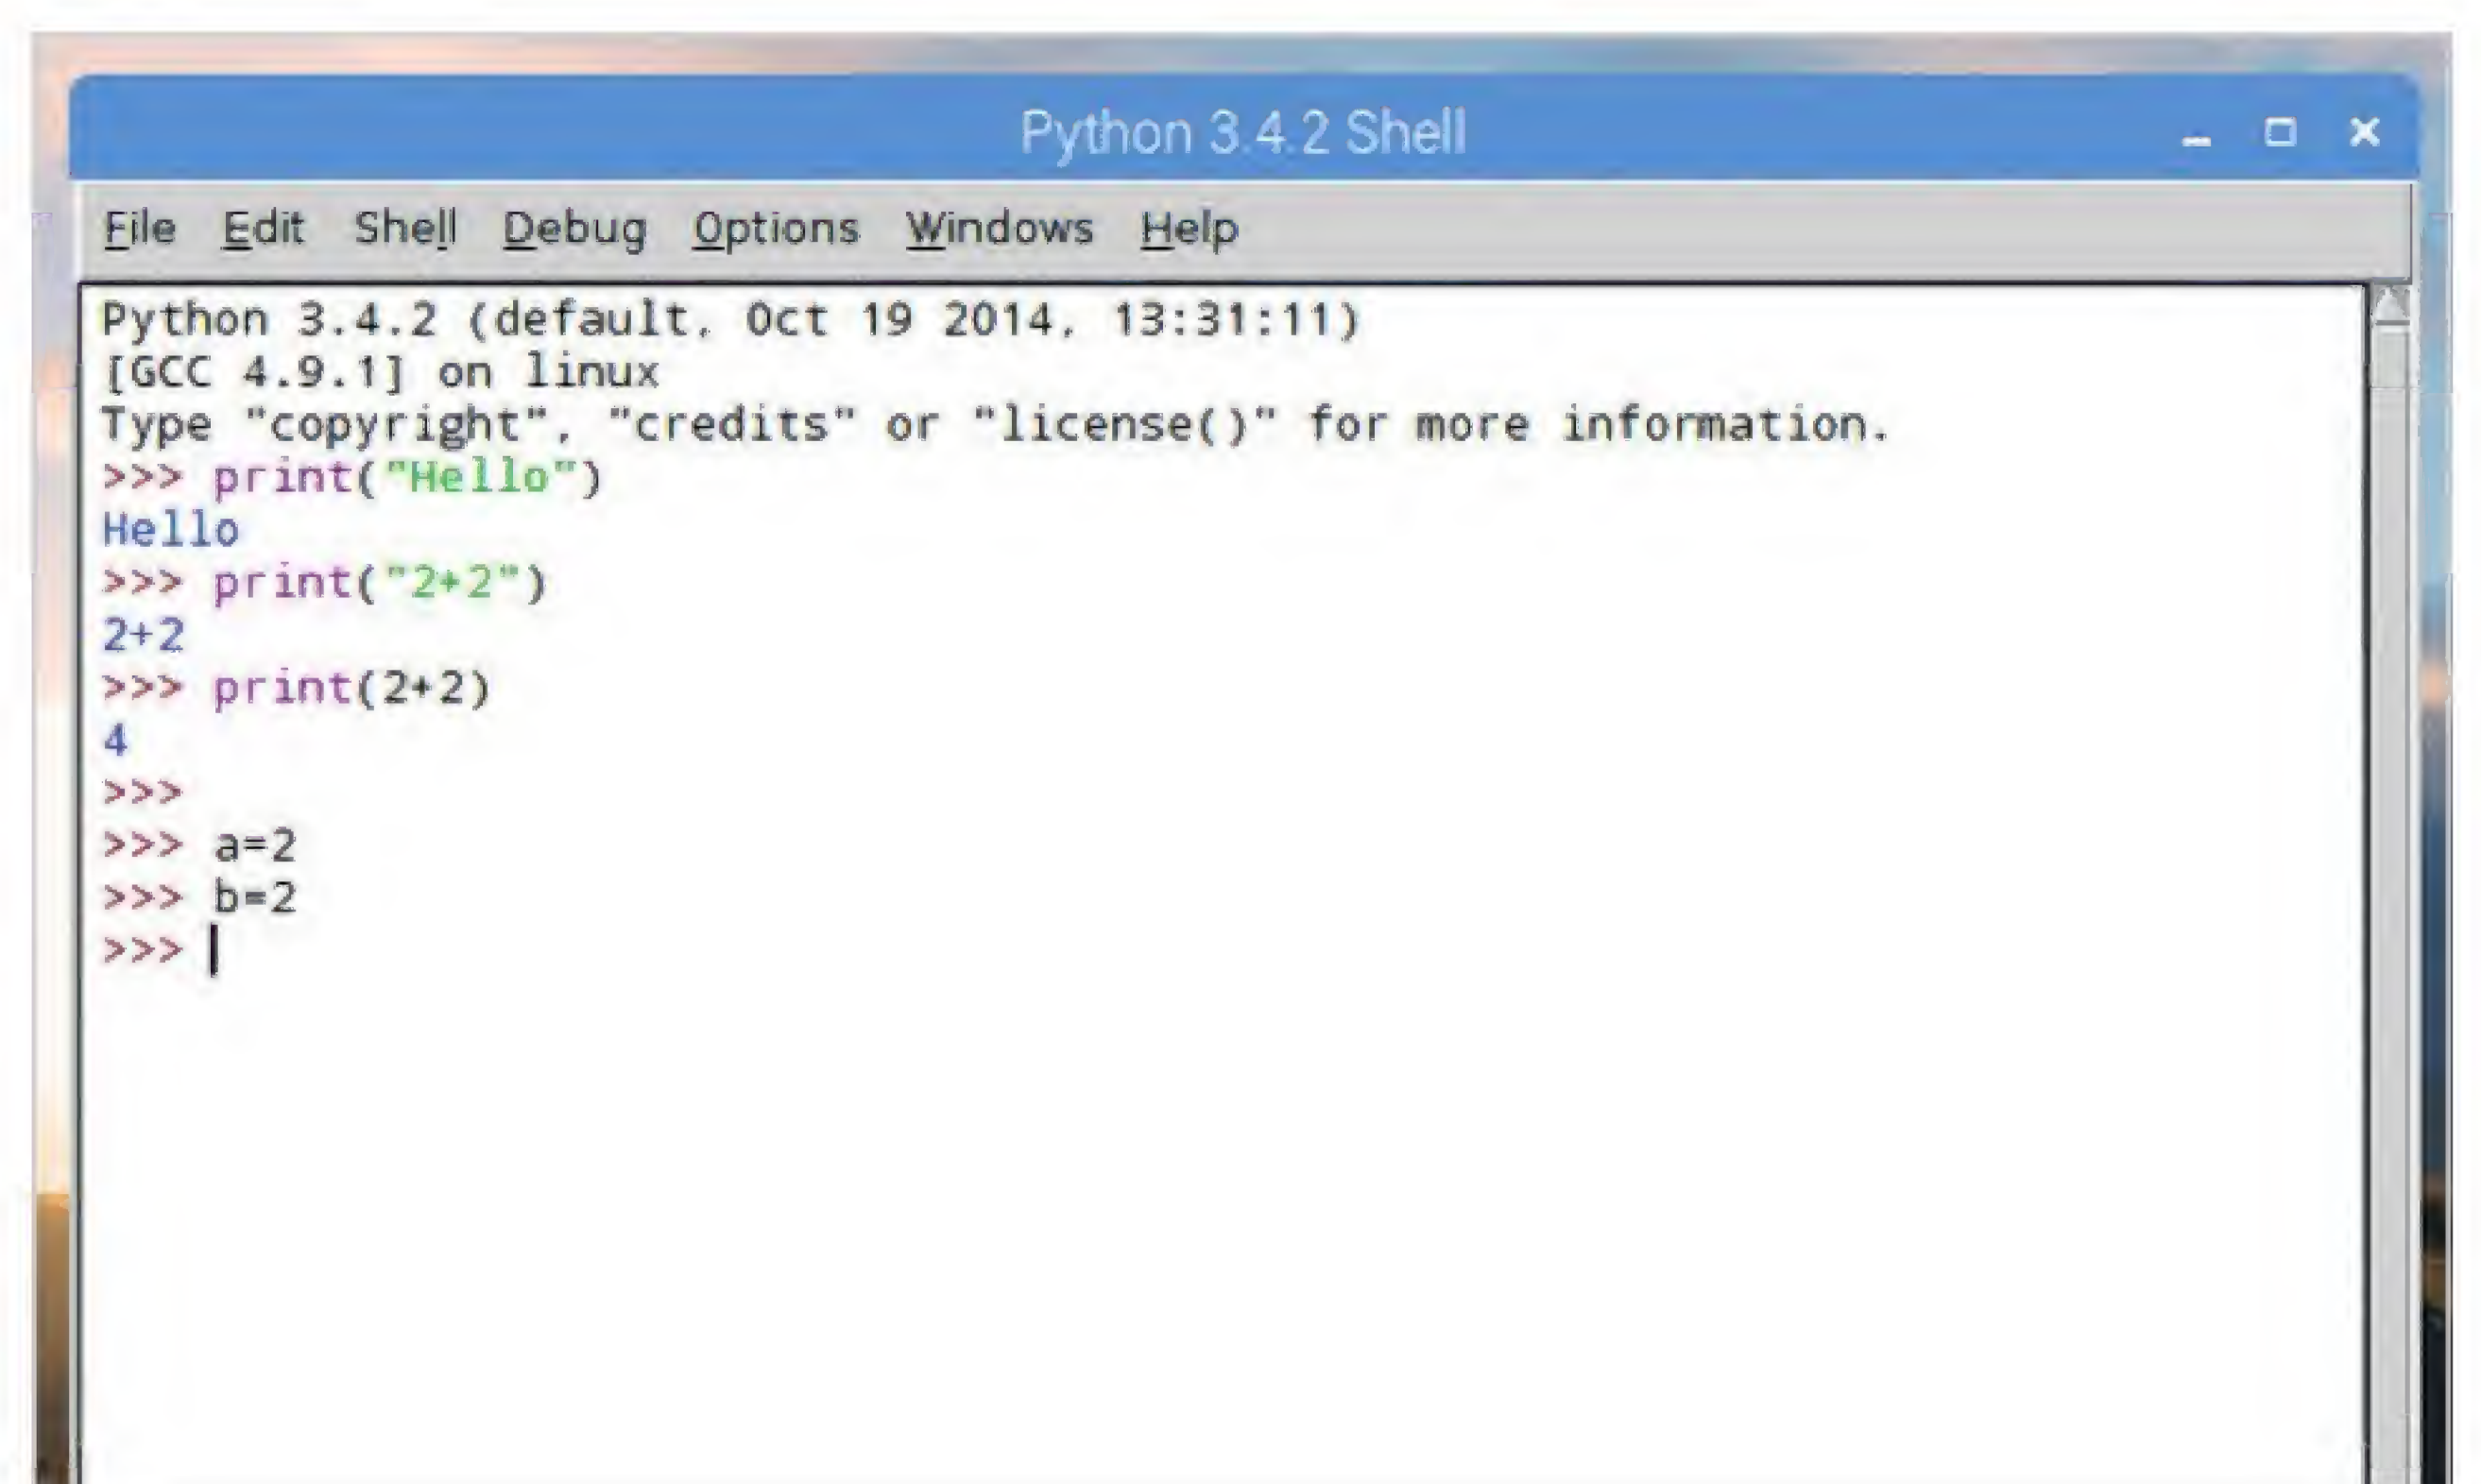 Python 3.4.2 Shell
File Edit Shell Debug Options Windows Help
Python 3.4.2 (default, Oct 19 2014, 13:31:11)
[GCC 4.9.1] on linux
Type "copyright", "credits" or "license()" for more information.
>>> print("Hello")
Hello
>>> print("2+2")
2+2
>>> print(2+2)
4
>>>
>>> a=2
>>> b=2
>>>